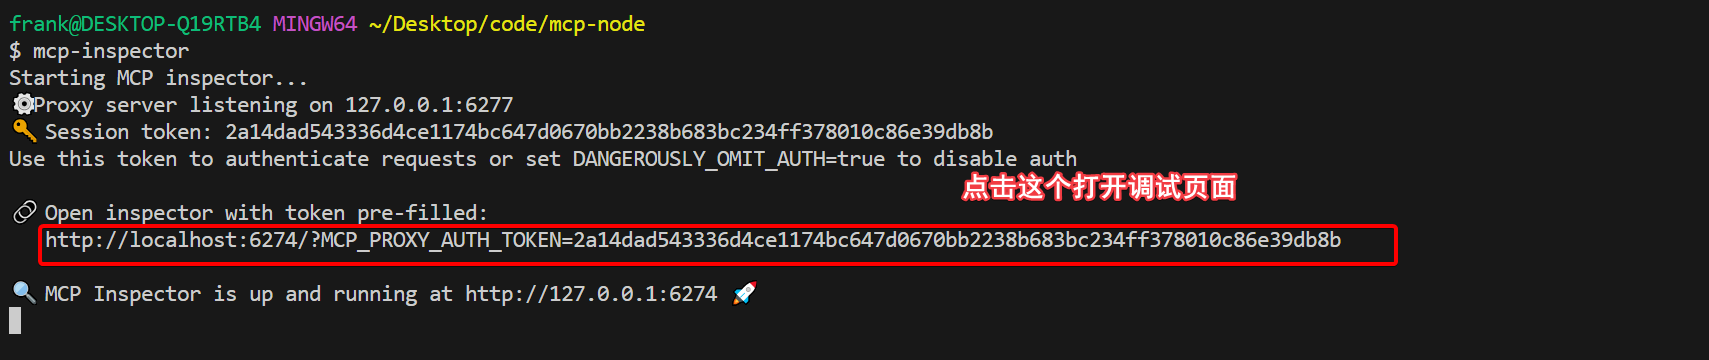 frank@DESKTOP-Q19RTB4 MINGW64 ~/Desktop/code/mcp-node
$ mcp-inspector
Starting MCP inspector...
⚙️Proxy server listening on 127.0.0.1:6277
🔑 Session token: 2a14dad543336d4ce1174bc647d0670bb2238b683bc234ff378010c86e39db8b
Use this token to authenticate requests or set DANGEROUSLY_OMIT_AUTH=true to disable auth
点击这个打开调试页面
🔗 Open inspector with token pre-filled:
http://localhost:6274/?MCP_PROXY_AUTH_TOKEN=2a14dad543336d4ce1174bc647d0670bb2238b683bc234ff378010c86e39db8b
🔍 MCP Inspector is up and running at http://127.0.0.1:6274 🚀